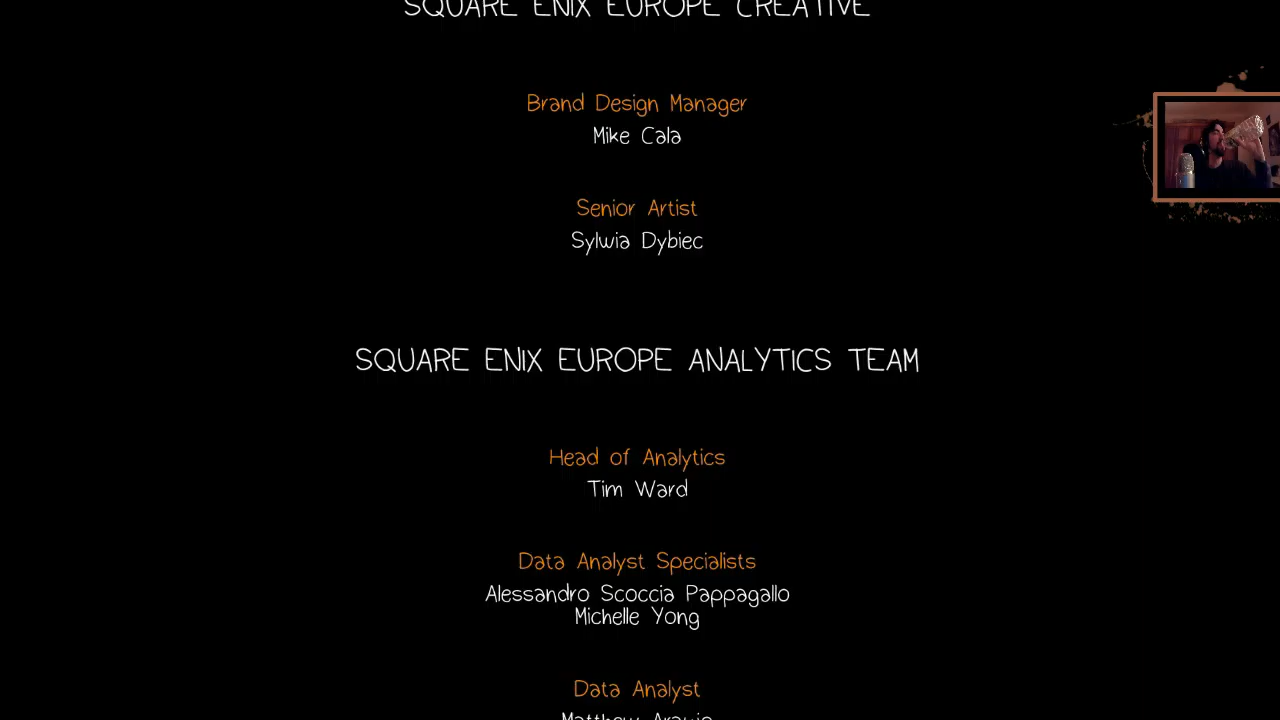 SQUARE ENIX EUROPE CREATIVE
Brand Design Manager
Mike Cala
Senior Artist
Sylwia Dybiec
SQUARE ENIX EUROPE ANALYTICS TEAM
Head of Analytics
Tim Ward
Data Analyst Specialists
Alessandro Scoccia Pappagallo
Michelle Yong
Data Analyst
Matthew